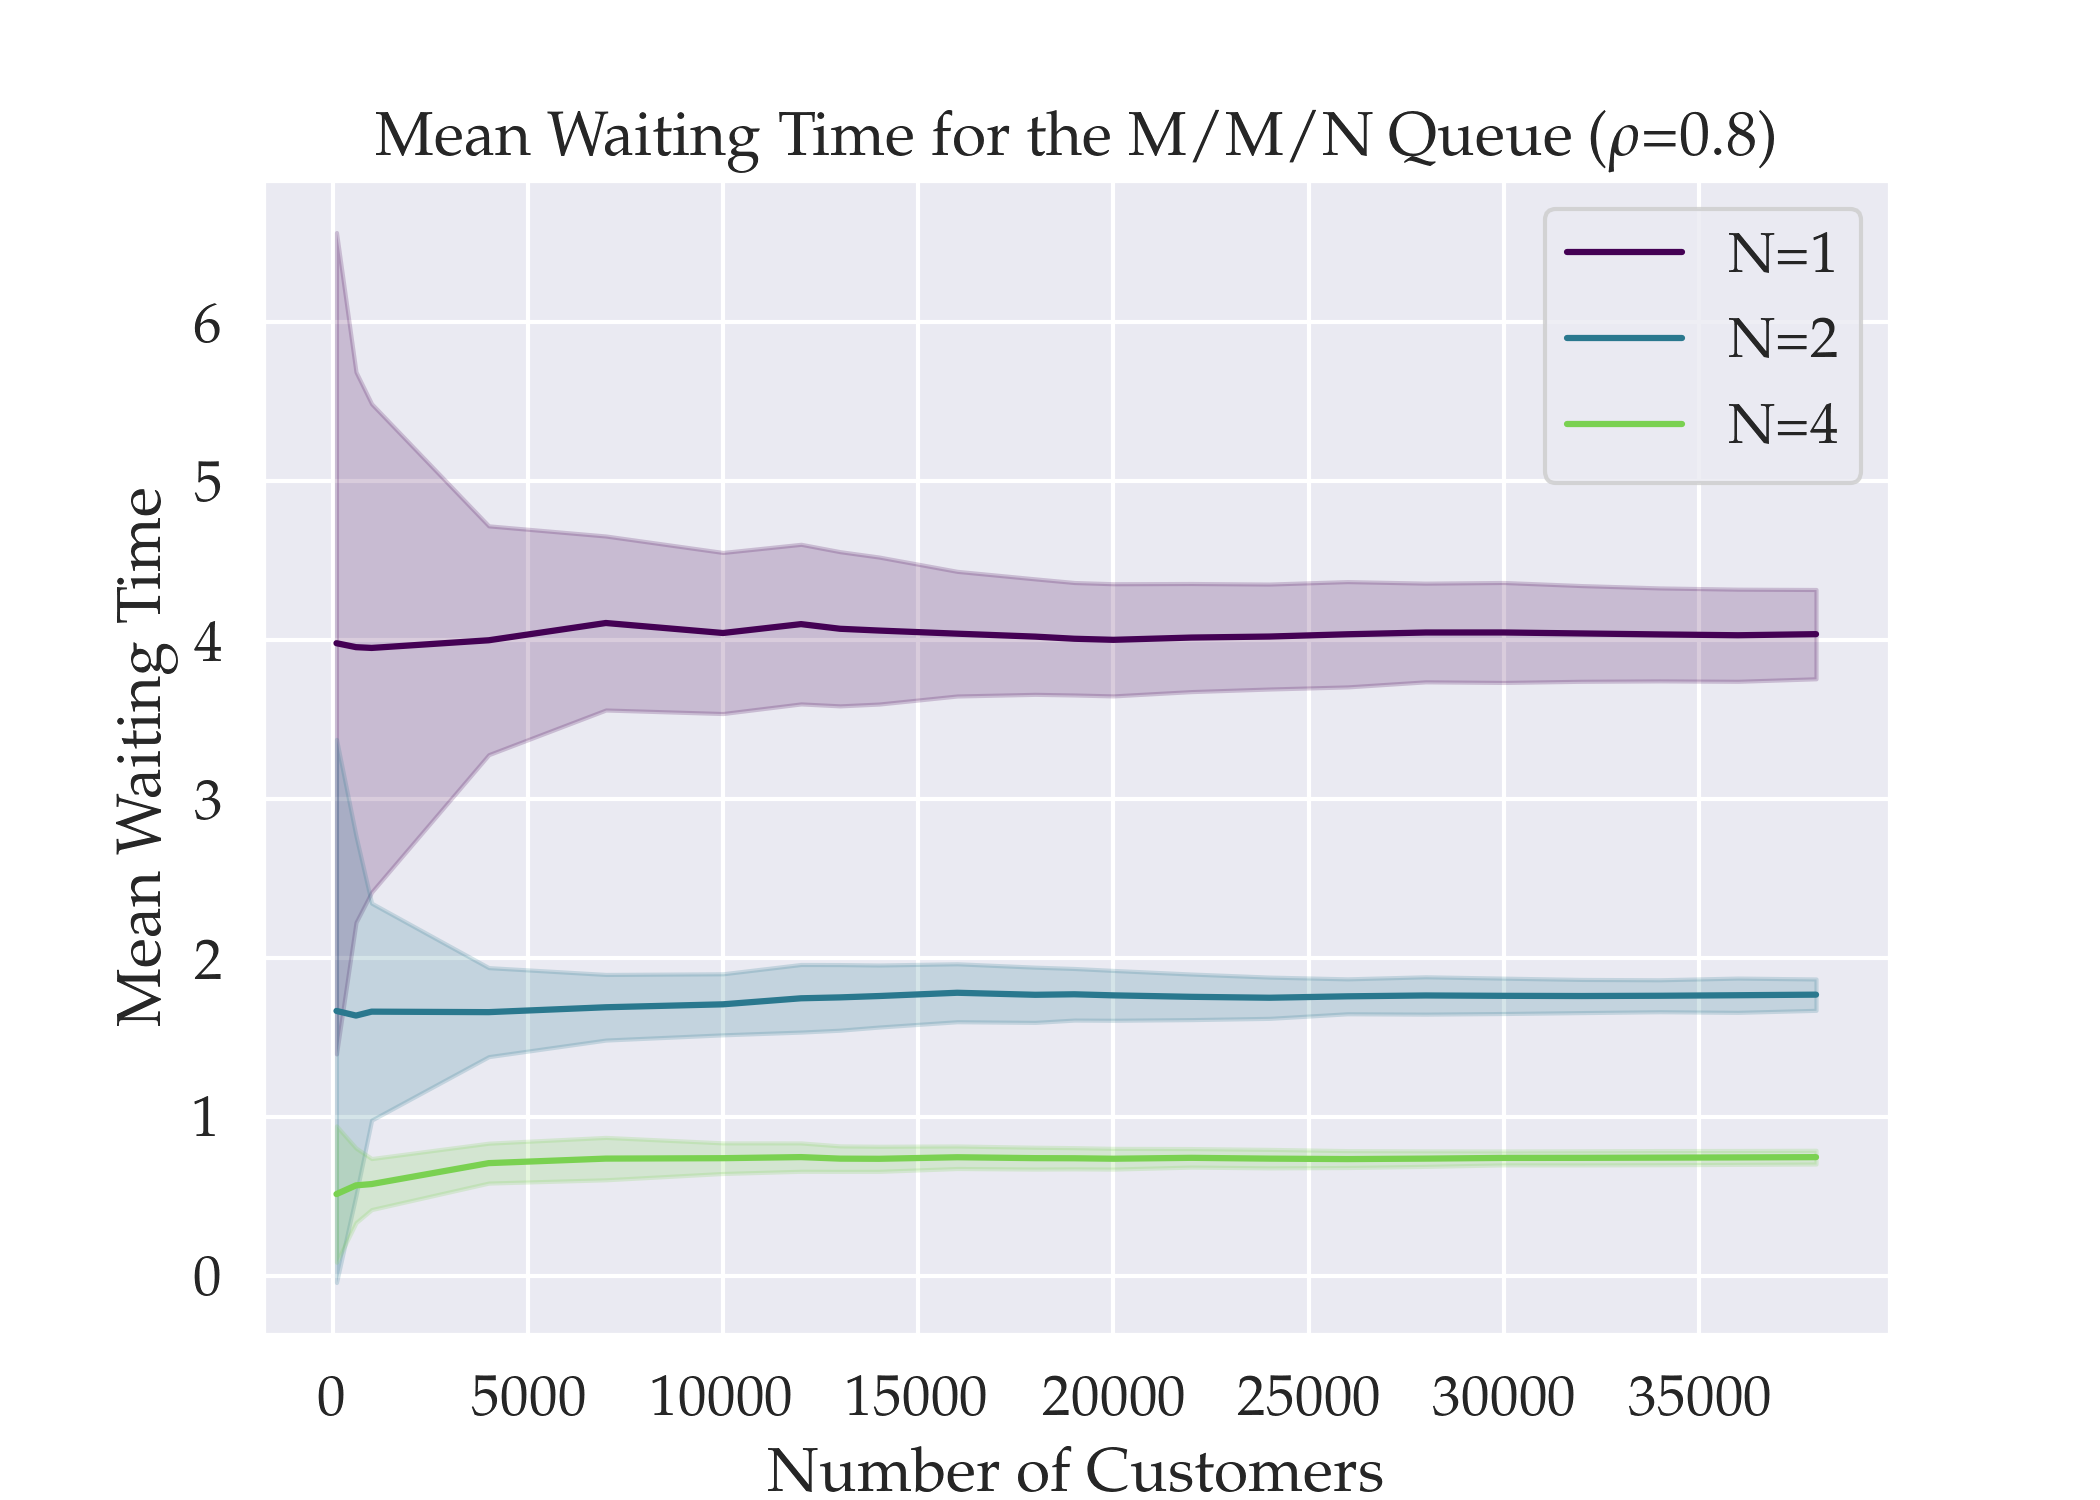 Mean Waiting Time for the M/M/N Queue (ρ=0.8)
N=1
N=2
N=4
Mean Waiting Time
6
5
4
3
2
1
0
0 5000 10000 15000 20000 25000 30000 35000
Number of Customers